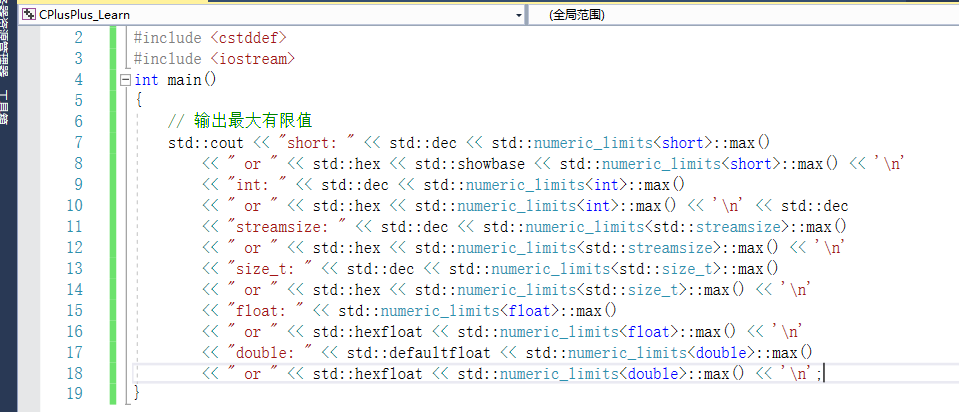 CPlusPlus_Learn (全局范围)
2 #include <cstddef>
3 #include <iostream>
4 int main()
5 {
6 // 输出最大有限值
7 std::cout << "short: " << std::dec << std::numeric_limits<short>::max()
8 << " or " << std::hex << std::showbase << std::numeric_limits<short>::max() << '\n'
9 << "int: " << std::dec << std::numeric_limits<int>::max()
10 << " or " << std::hex << std::numeric_limits<int>::max() << '\n' << std::dec
11 << "streamsize: " << std::dec << std::numeric_limits<std::streamsize>::max()
12 << " or " << std::hex << std::numeric_limits<std::streamsize>::max() << '\n'
13 << "size_t: " << std::dec << std::numeric_limits<std::size_t>::max()
14 << " or " << std::hex << std::numeric_limits<std::size_t>::max() << '\n'
15 << "float: " << std::numeric_limits<float>::max()
16 << " or " << std::hexfloat << std::numeric_limits<float>::max() << '\n'
17 << "double: " << std::defaultfloat << std::numeric_limits<double>::max()
18 << " or " << std::hexfloat << std::numeric_limits<double>::max() << '\n';
19 }
资源管理器
工具箱